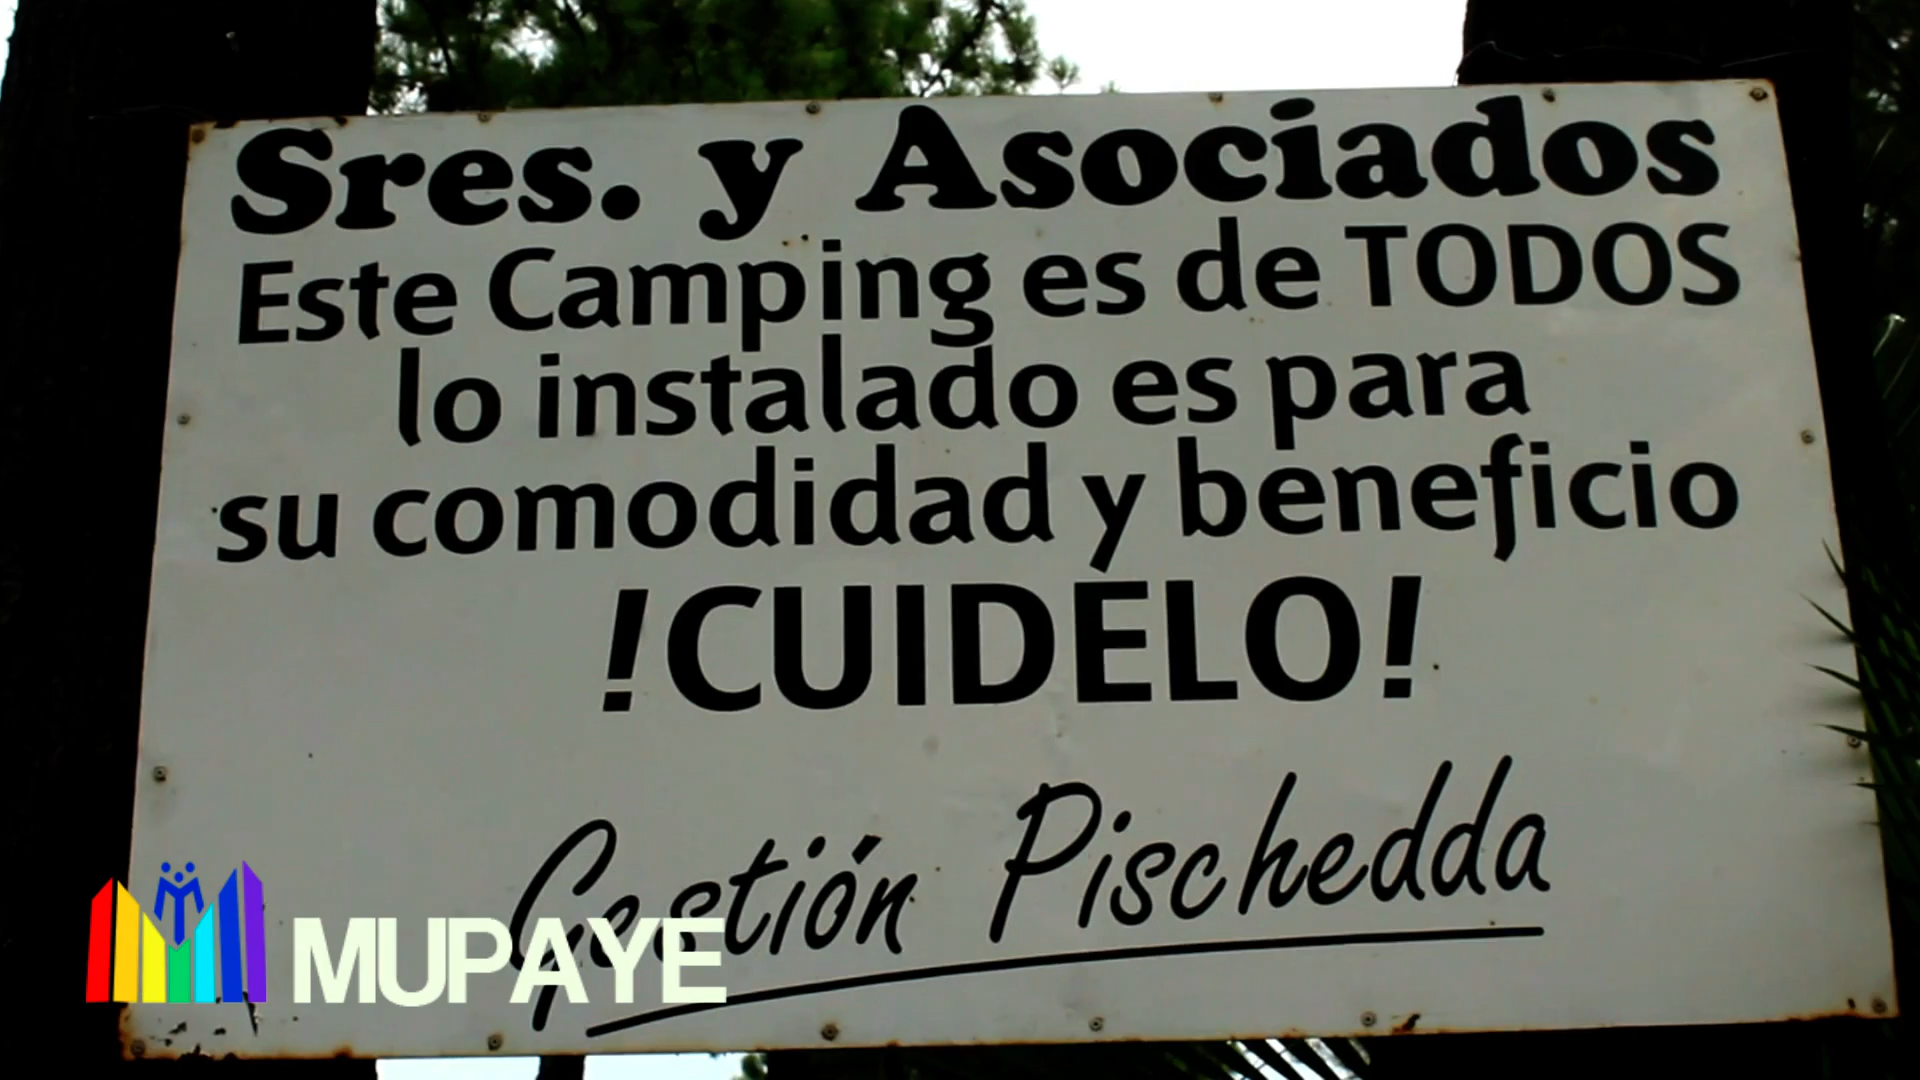 Sres. y Asociados
Este Camping es de TODOS
lo instalado es para
su comodidad y beneficio
!CUIDELO!
Gestión Pischedda
MUPAYE